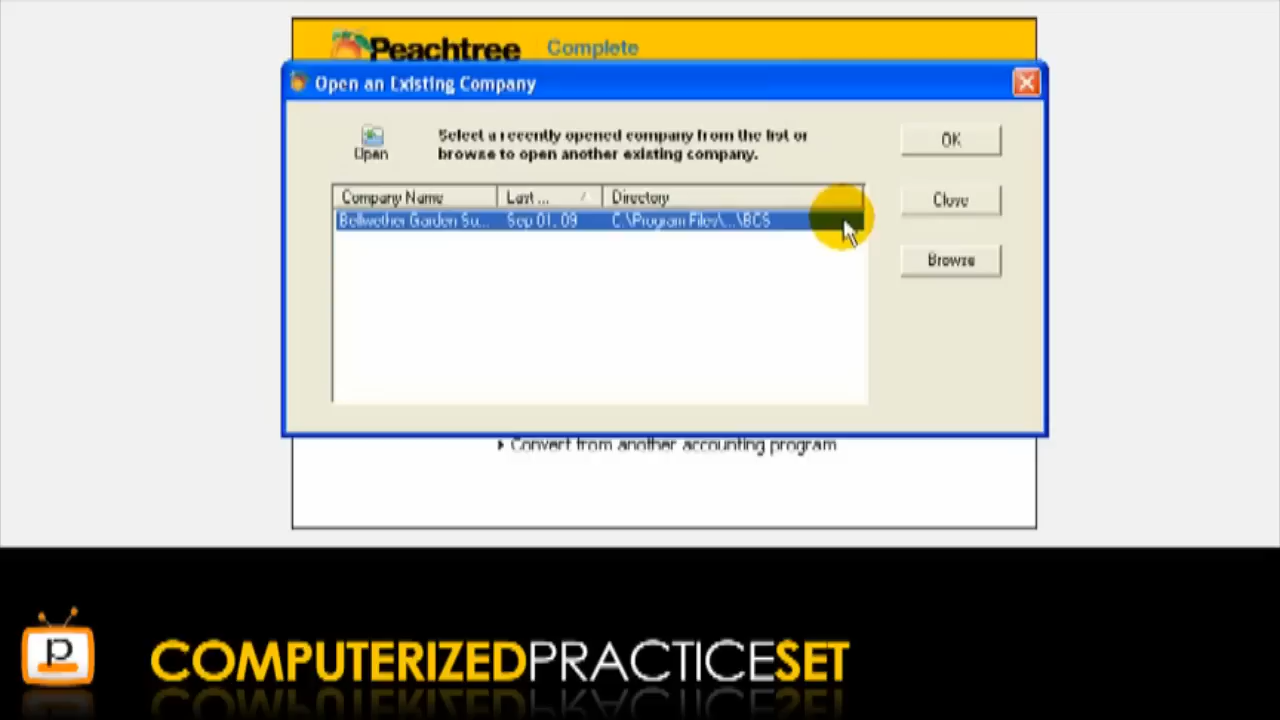 Peachtree Complete
Open an Existing Company
Open
Select a recently opened company from the list or
browse to open another existing company.
OK
Close
Browse
Company Name Last ... Directory
Bellwether Garden Su... Sep 01, 09 C:\Program Files\...\BCS
Convert from another accounting program
p
COMPUTERIZEDPRACTICESET